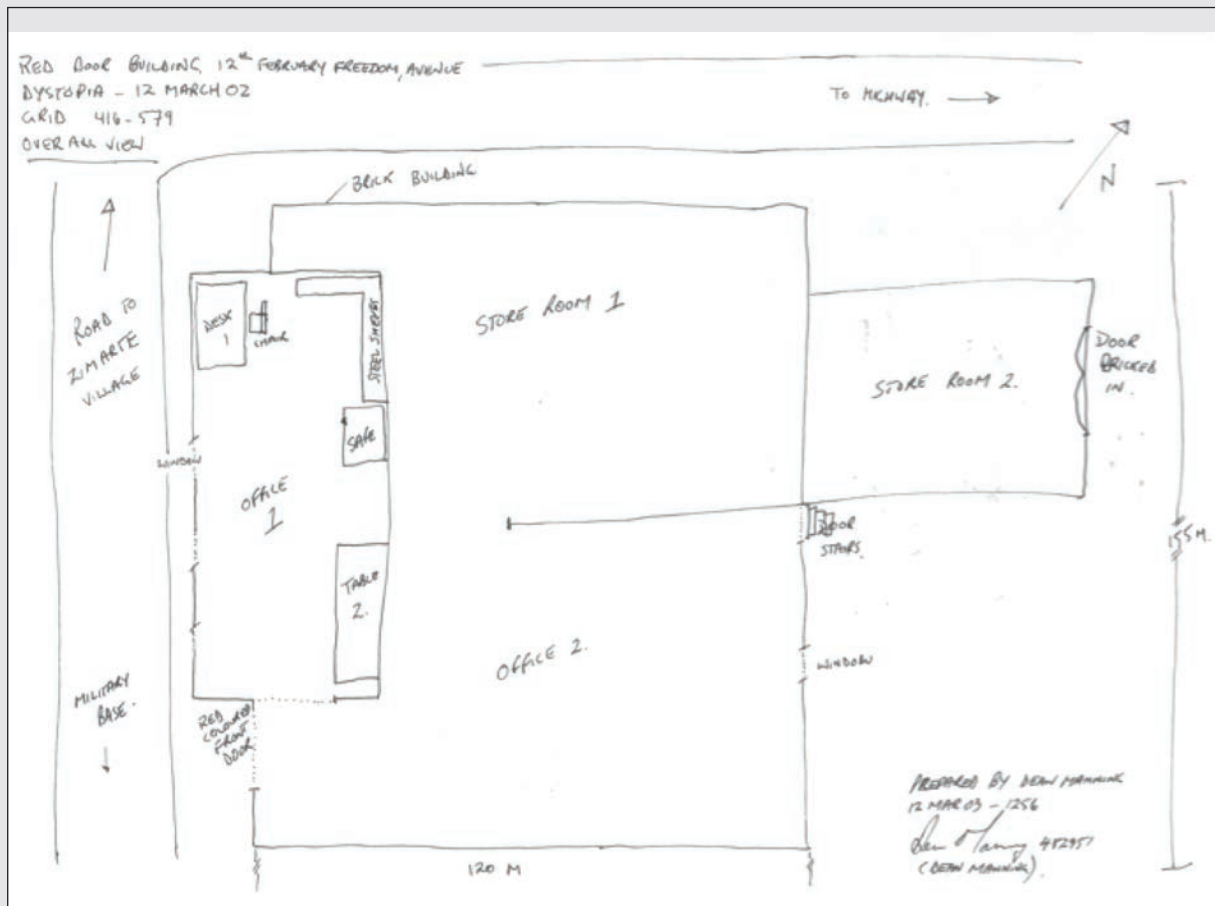 RED DOOR BUILDING, 12th FEBRUARY FREEDOM, AVENUE
DYSTOPIA - 12 MARCH 02
GRID 416-579
OVERALL VIEW
TO HIGHWAY.
N
BRICK BUILDING
ROAD TO
ZIMARTE
VILLAGE
DESK
1
CHAIR
STEEL SHELF
STORE ROOM 1
STORE ROOM 2.
DOOR
BRICKED
IN.
SAFE
WINDOW
OFFICE
1
DOOR
STAIRS.
155M.
TABLE
2.
OFFICE 2.
WINDOW
MILITARY
BASE.
RED
COLOURED
FRONT
DOOR
120 M
PREPARED BY DEAN MANNING
12 MAR 03 - 1256
452951
(DEAN MANNING).